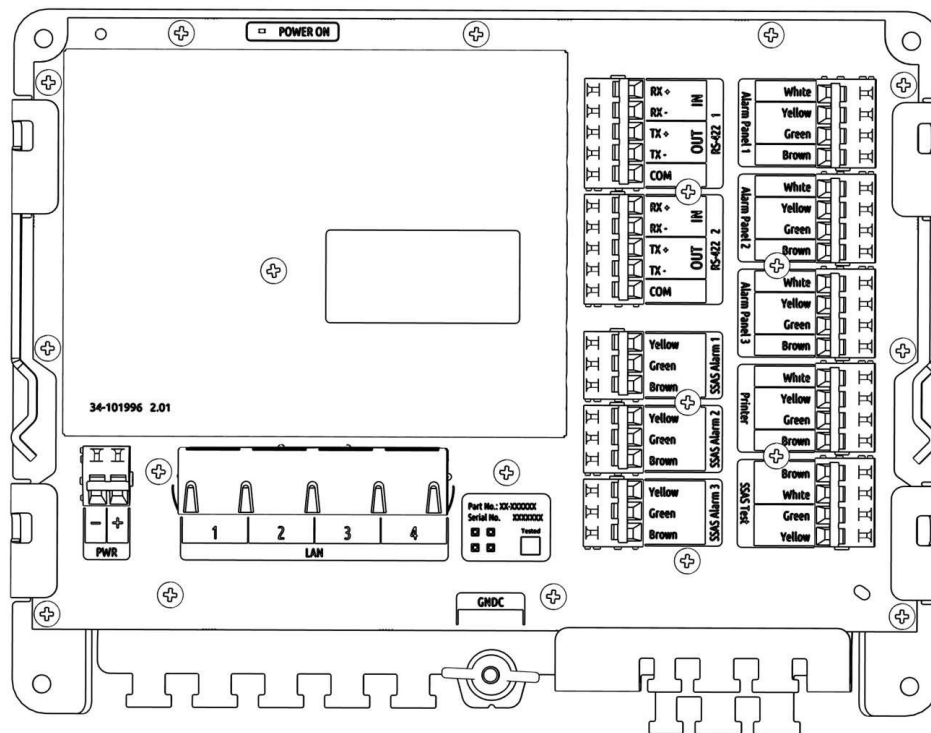 POWER ON
RX +
RX -
IN
TX +
TX -
OUT
COM
RS-422 1
RX +
RX -
IN
TX +
TX -
OUT
COM
RS-422 2
Yellow
Green
Brown
SSAS Alarm 1
Yellow
Green
Brown
SSAS Alarm 2
Yellow
Green
Brown
SSAS Alarm 3
Alarm Panel 1
White
Yellow
Green
Brown
Alarm Panel 2
White
Yellow
Green
Brown
Alarm Panel 3
White
Yellow
Green
Brown
Printer
White
Yellow
Green
Brown
SSAS Test
Brown
White
Green
Yellow
34-101996 2.01
- +
PWR
1 2 3 4
LAN
Part No.: XX-XXXXXX
Serial No. XXXXXXX
Tested
GNDC